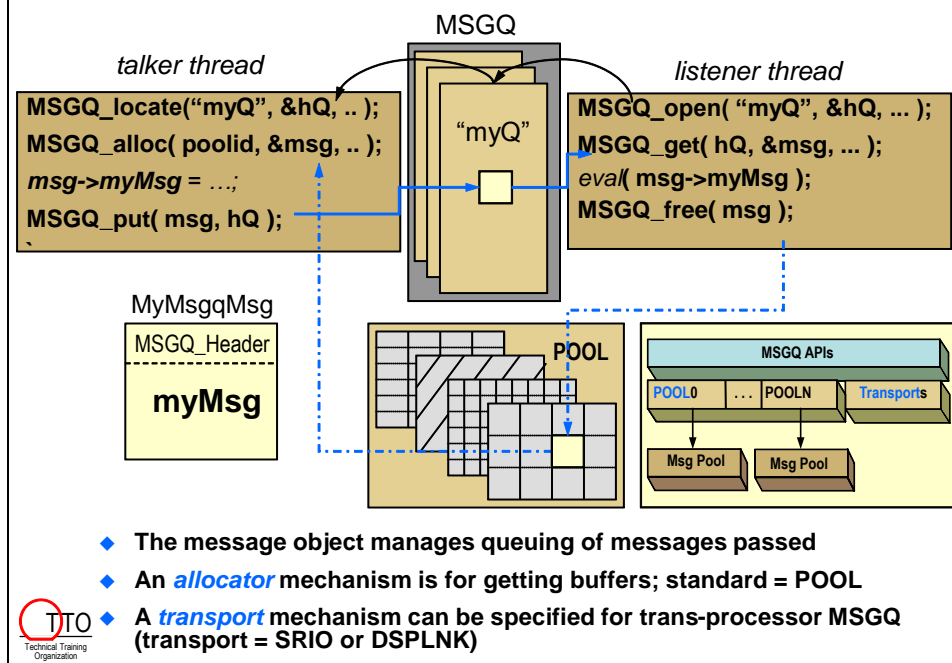 MSGQ
talker thread
listener thread
MSGQ_locate(“myQ”, &hQ, .. );
MSGQ_alloc( poolid, &msg, .. );
msg->myMsg = …;
MSGQ_put( msg, hQ );
`
“myQ”
MSGQ_open( “myQ”, &hQ, ... );
MSGQ_get( hQ, &msg, ... );
eval( msg->myMsg );
MSGQ_free( msg );
MyMsgqMsg
MSGQ_Header
myMsg
POOL
MSGQ APIs
POOL0 . . . POOLN Transports
Msg Pool Msg Pool
The message object manages queuing of messages passed
An allocator mechanism is for getting buffers; standard = POOL
A transport mechanism can be specified for trans-processor MSGQ
(transport = SRIO or DSPLNK)
TTO
Technical Training
Organization